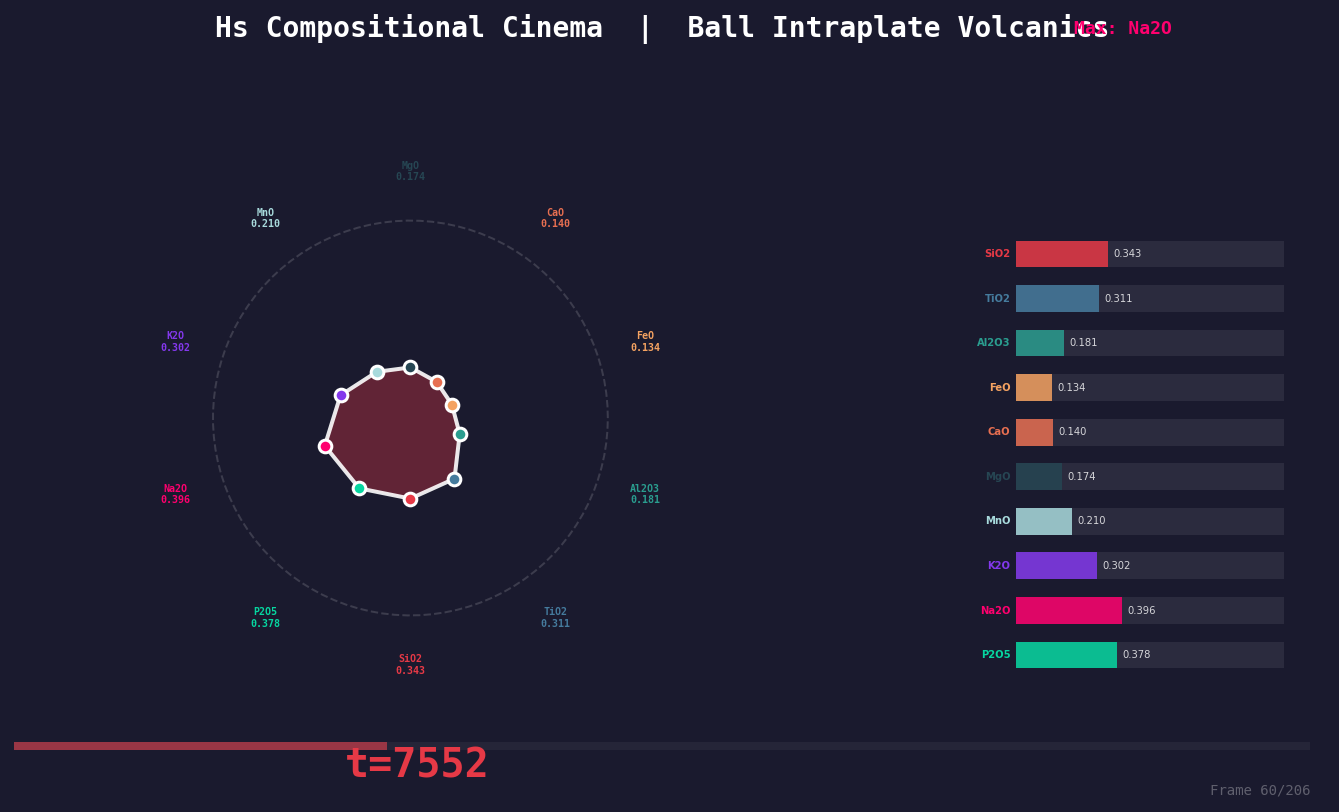 Hs Compositional Cinema  |  Ball Intraplate Volcanics
Max: Na2O
MgO
0.174
MnO
0.210
CaO
0.140
K2O
0.302
FeO
0.134
Na2O
0.396
Al2O3
0.181
P2O5
0.378
TiO2
0.311
SiO2
0.343
SiO2 0.343
TiO2 0.311
Al2O3 0.181
FeO 0.134
CaO 0.140
MgO 0.174
MnO 0.210
K2O 0.302
Na2O 0.396
P2O5 0.378
t=7552
Frame 60/206